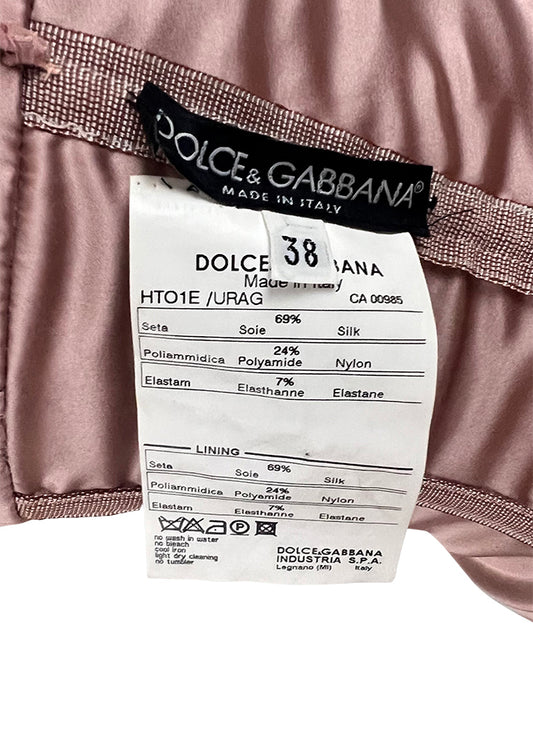 DOLCE & GABBANA®
MADE IN ITALY
38
DOLCE BANA
Made in Italy
HT01E /URAG CA 00985
69%
Seta Soie Silk
24%
Poliammidica Polyamide Nylon
7%
Elastam Elasthanne Elastane
LINING
69%
Seta Soie Silk
24%
Poliammidica Polyamide Nylon
7%
Elastam Elasthanne Elastane
no wash in water
no bleach
cool iron
light dry cleaning
no tumbler
DOLCE&GABBANA
INDUSTRIA S.P.A.
Legnano (MI) Italy